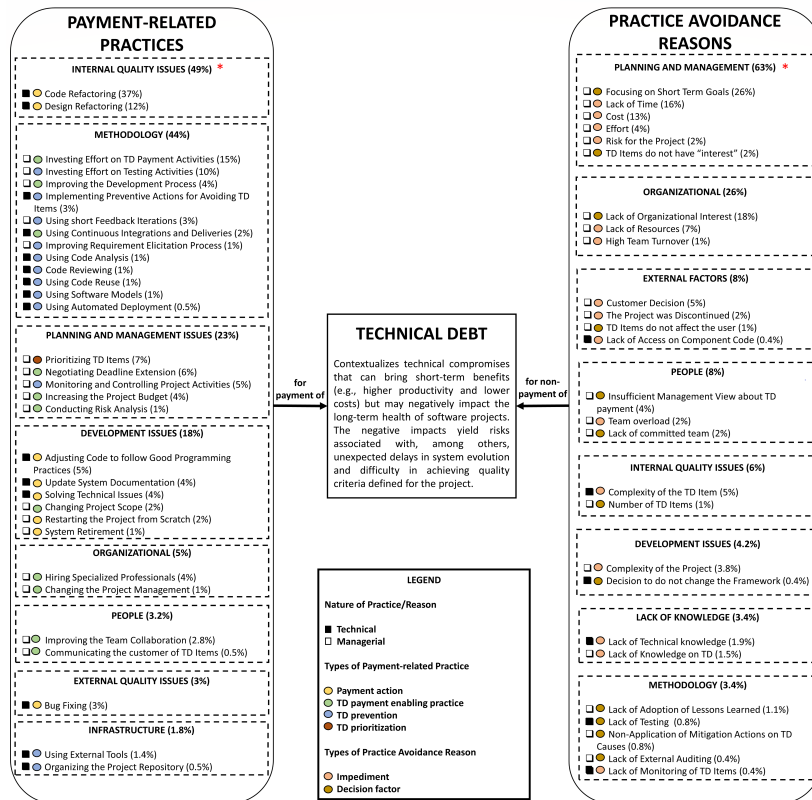 PAYMENT-RELATED
PRACTICES
INTERNAL QUALITY ISSUES (49%) *
Code Refactoring (37%)
Design Refactoring (12%)
METHODOLOGY (44%)
Investing Effort on TD Payment Activities (15%)
Investing Effort on Testing Activities (10%)
Improving the Development Process (4%)
Implementing Preventive Actions for Avoiding TD
Items (3%)
Using short Feedback Iterations (3%)
Using Continuous Integrations and Deliveries (2%)
Improving Requirement Elicitation Process (1%)
Using Code Analysis (1%)
Code Reviewing (1%)
Using Code Reuse (1%)
Using Software Models (1%)
Using Automated Deployment (0.5%)
PLANNING AND MANAGEMENT ISSUES (23%)
Prioritizing TD Items (7%)
Negotiating Deadline Extension (6%)
Monitoring and Controlling Project Activities (5%)
Increasing the Project Budget (4%)
Conducting Risk Analysis (1%)
DEVELOPMENT ISSUES (18%)
Adjusting Code to follow Good Programming
Practices (5%)
Update System Documentation (4%)
Solving Technical Issues (4%)
Changing Project Scope (2%)
Restarting the Project from Scratch (2%)
System Retirement (1%)
ORGANIZATIONAL (5%)
Hiring Specialized Professionals (4%)
Changing the Project Management (1%)
PEOPLE (3.2%)
Improving the Team Collaboration (2.8%)
Communicating the customer of TD Items (0.5%)
EXTERNAL QUALITY ISSUES (3%)
Bug Fixing (3%)
INFRASTRUCTURE (1.8%)
Using External Tools (1.4%)
Organizing the Project Repository (0.5%)
for
payment of
TECHNICAL DEBT
Contextualizes technical compromises
that can bring short-term benefits
(e.g., higher productivity and lower
costs) but may negatively impact the
long-term health of software projects.
The negative impacts yield risks
associated with, among others,
unexpected delays in system evolution
and difficulty in achieving quality
criteria defined for the project.
for non-
payment of
LEGEND
Nature of Practice/Reason
Technical
Managerial
Types of Payment-related Practice
Payment action
TD payment enabling practice
TD prevention
TD prioritization
Types of Practice Avoidance Reason
Impediment
Decision factor
PRACTICE AVOIDANCE
REASONS
PLANNING AND MANAGEMENT (63%) *
Focusing on Short Term Goals (26%)
Lack of Time (16%)
Cost (13%)
Effort (4%)
Risk for the Project (2%)
TD Items do not have “interest” (2%)
ORGANIZATIONAL (26%)
Lack of Organizational Interest (18%)
Lack of Resources (7%)
High Team Turnover (1%)
EXTERNAL FACTORS (8%)
Customer Decision (5%)
The Project was Discontinued (2%)
TD Items do not affect the user (1%)
Lack of Access on Component Code (0.4%)
PEOPLE (8%)
Insufficient Management View about TD
payment (4%)
Team overload (2%)
Lack of committed team (2%)
INTERNAL QUALITY ISSUES (6%)
Complexity of the TD Item (5%)
Number of TD Items (1%)
DEVELOPMENT ISSUES (4.2%)
Complexity of the Project (3.8%)
Decision to do not change the Framework (0.4%)
LACK OF KNOWLEDGE (3.4%)
Lack of Technical knowledge (1.9%)
Lack of Knowledge on TD (1.5%)
METHODOLOGY (3.4%)
Lack of Adoption of Lessons Learned (1.1%)
Lack of Testing (0.8%)
Non-Application of Mitigation Actions on TD
Causes (0.8%)
Lack of External Auditing (0.4%)
Lack of Monitoring of TD Items (0.4%)